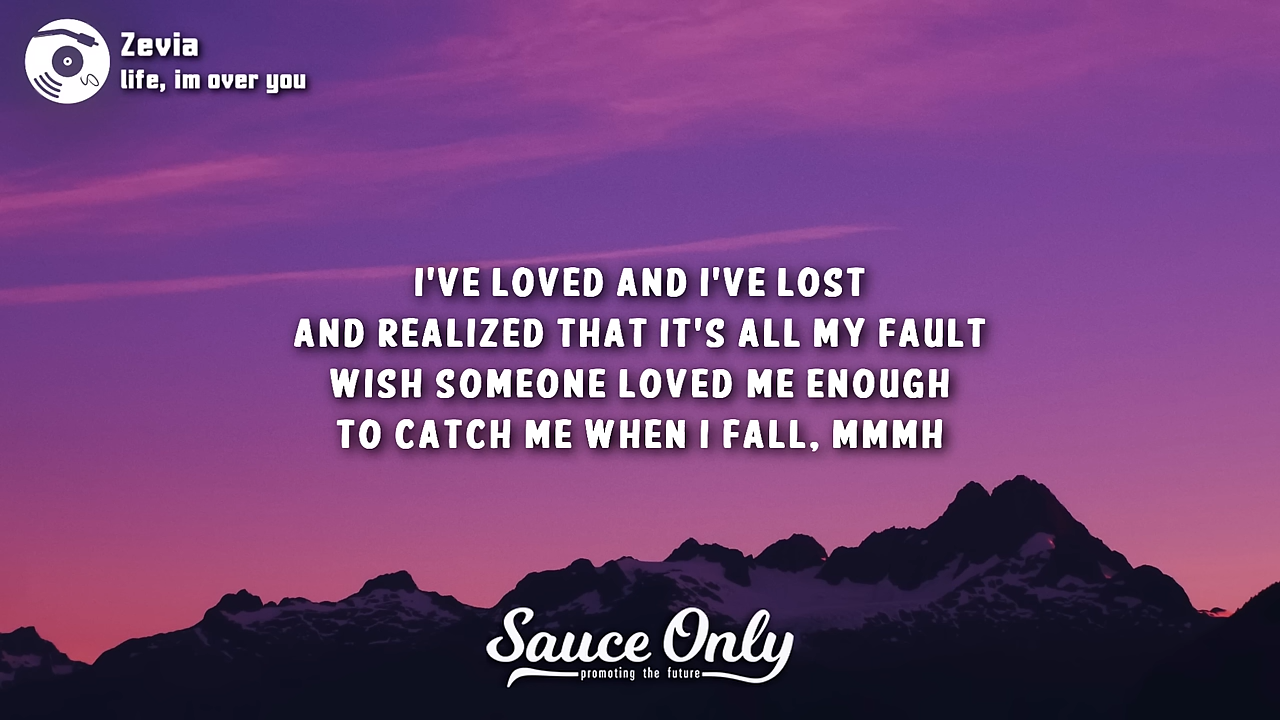 Zevia
life, im over you
I'VE LOVED AND I'VE LOST
AND REALIZED THAT IT'S ALL MY FAULT
WISH SOMEONE LOVED ME ENOUGH
TO CATCH ME WHEN I FALL, MMMH
Sauce Only
promoting the future